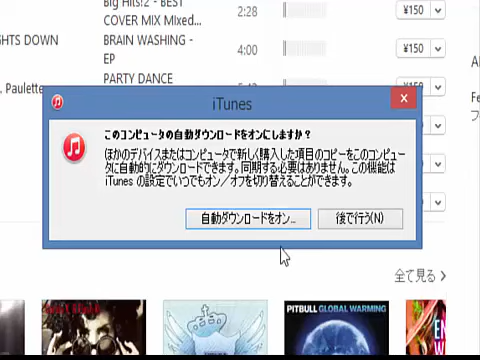 Big Hits!2 - BEST
COVER MIX Mixed...
2:28
¥150
GHTS DOWN
BRAIN WASHING -
EP
4:00
¥150
. Paulette
PARTY DANCE
iTunes
このコンピュータの自動ダウンロードをオンにしますか？
ほかのデバイスまたはコンピュータで新しく購入した項目のコピーをこのコンピュー
タに自動的にダウンロードできます。同期する必要はありません。この機能は
iTunes の設定でいつでもオン／オフを切り替えることができます。
自動ダウンロードをオン...
後で行う(N)
全て見る >
PITBULL GLOBAL WARMING